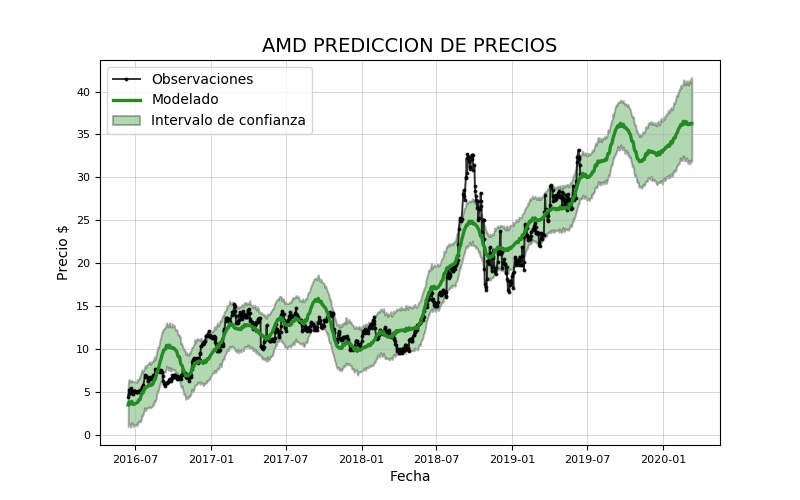 AMD PREDICCION DE PRECIOS
Observaciones
Modelado
Intervalo de confianza
Precio $
40
35
30
25
20
15
10
5
0
2016-07 2017-01 2017-07 2018-01 2018-07 2019-01 2019-07 2020-01
Fecha